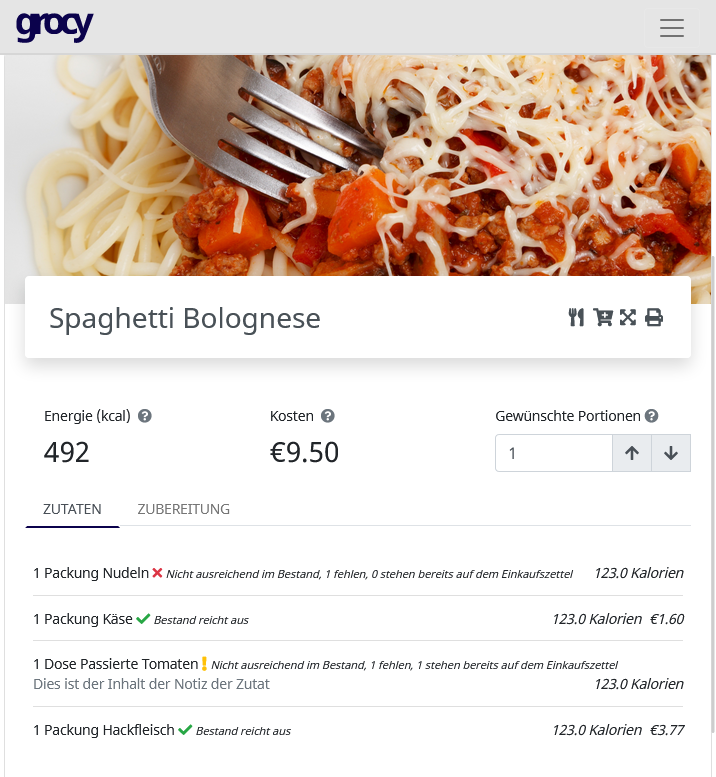 grocy
Spaghetti Bolognese
Energie (kcal)
Kosten
Gewünschte Portionen
492
€9.50
1
ZUTATEN
ZUBEREITUNG
1 Packung Nudeln Nicht ausreichend im Bestand, 1 fehlen, 0 stehen bereits auf dem Einkaufszettel 123.0 Kalorien
1 Packung Käse Bestand reicht aus 123.0 Kalorien €1.60
1 Dose Passierte Tomaten Nicht ausreichend im Bestand, 1 fehlen, 1 stehen bereits auf dem Einkaufszettel
Dies ist der Inhalt der Notiz der Zutat 123.0 Kalorien
1 Packung Hackfleisch Bestand reicht aus 123.0 Kalorien €3.77